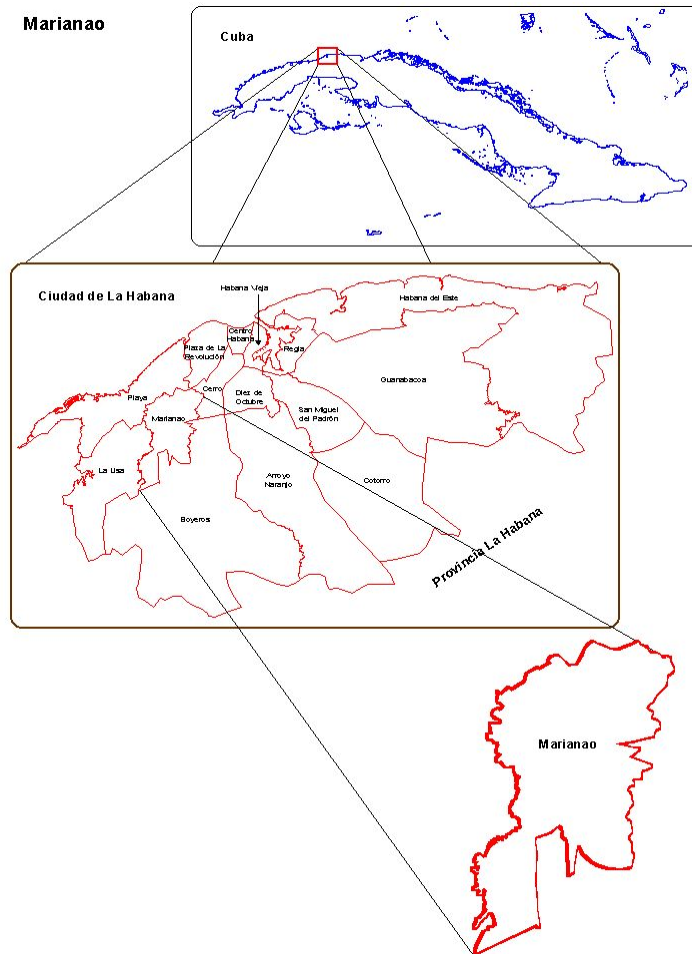 Marianao
Cuba
Ciudad de La Habana
Habana Vieja
Habana del Este
Centro
Habana
Plaza de La
Revolución
Regla
Guanabacoa
Cerro
Diez de
Octubre
Playa
Marianao
San Miguel
del Padrón
La Lisa
Arroyo
Naranjo
Cotorro
Boyeros
Provincia La Habana
Marianao